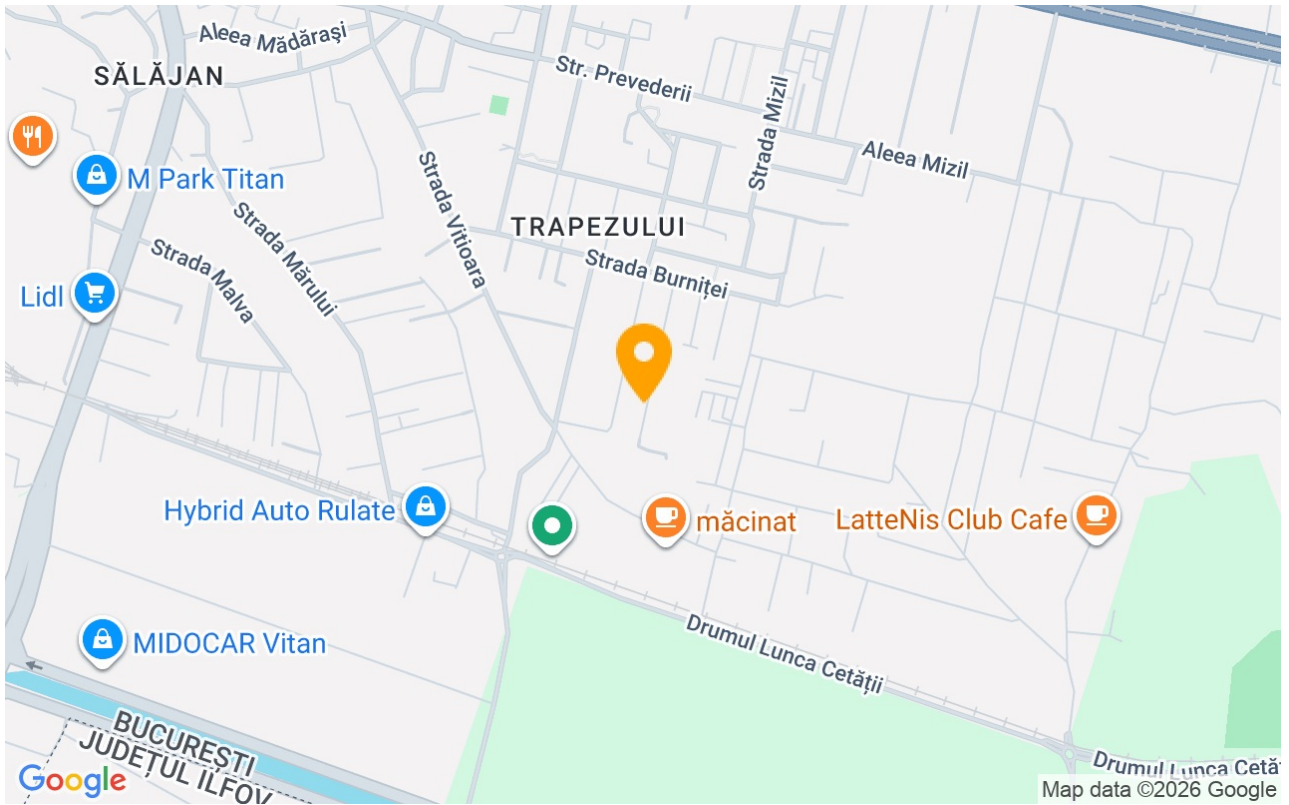 Aleea Mădărași
SĂLĂJAN
Str. Prevederii
Strada Mizil
Aleea Mizil
M Park Titan
Strada Vitioara
Strada Mărului
TRAPEZULUI
Strada Malva
Strada Burniței
Lidl
Hybrid Auto Rulate
măcinat
LatteNis Club Cafe
MIDOCAR Vitan
Drumul Lunca Cetății
BUCUREȘTI
JUDEȚUL ILFOV
Drumul Lunca Cetă
Google
Map data ©2026 Google